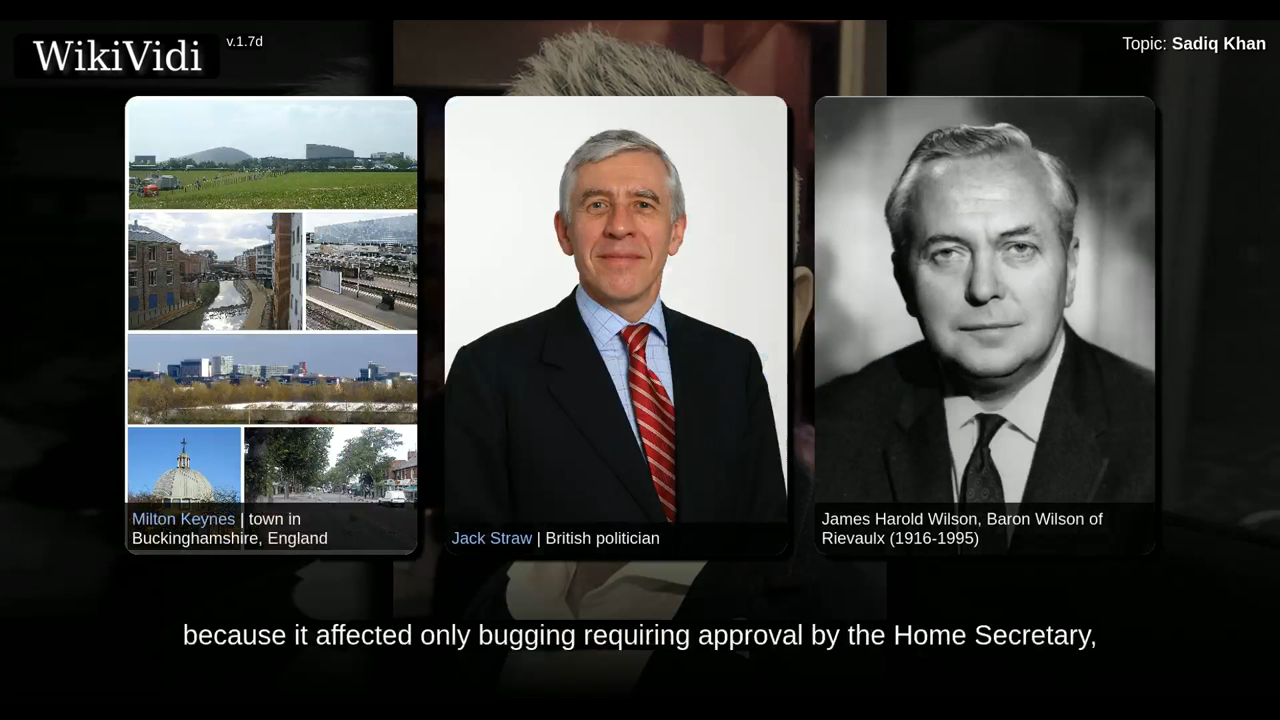 WikiVidi
v.1.7d
Topic: Sadiq Khan
Milton Keynes | town in
Buckinghamshire, England
Jack Straw | British politician
James Harold Wilson, Baron Wilson of
Rievaulx (1916-1995)
because it affected only bugging requiring approval by the Home Secretary,